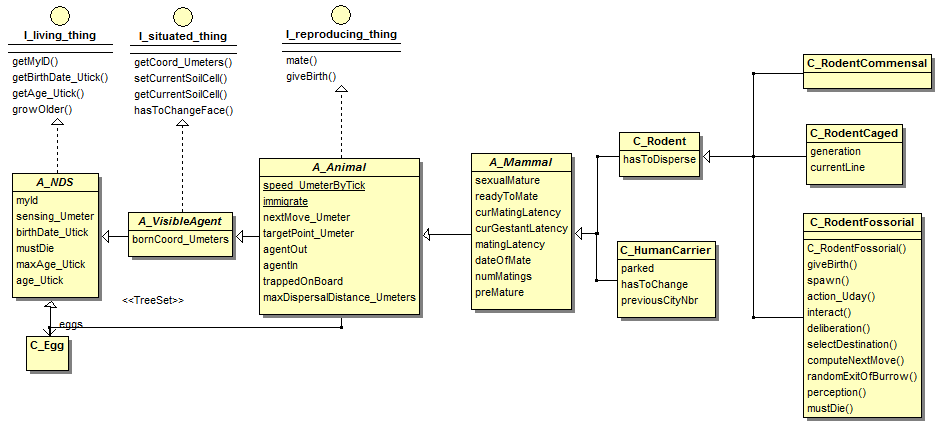 I_living_thing
getMyID()
getBirthDate_Utick()
getAge_Utick()
growOlder()
I_situated_thing
getCoord_Umeters()
setCurrentSoilCell()
getCurrentSoilCell()
hasToChangeFace()
I_reproducing_thing
mate()
giveBirth()
A_NDS
myId
sensing_Umeter
birthDate_Utick
mustDie
maxAge_Utick
age_Utick
A_VisibleAgent
bornCoord_Umeters
A_Animal
speed_UmeterByTick
immigrate
nextMove_Umeter
targetPoint_Umeter
agentOut
agentIn
trappedOnBoard
maxDispersalDistance_Umeters
<<TreeSet>>
eggs
C_Egg
A_Mammal
sexualMature
readyToMate
curMatingLatency
curGestantLatency
matingLatency
dateOfMate
numMatings
preMature
C_Rodent
hasToDisperse
C_HumanCarrier
parked
hasToChange
previousCityNbr
C_RodentCommensal
C_RodentCaged
generation
currentLine
C_RodentFossorial
C_RodentFossorial()
giveBirth()
spawn()
action_Uday()
interact()
deliberation()
selectDestination()
computeNextMove()
randomExitOfBurrow()
perception()
mustDie()